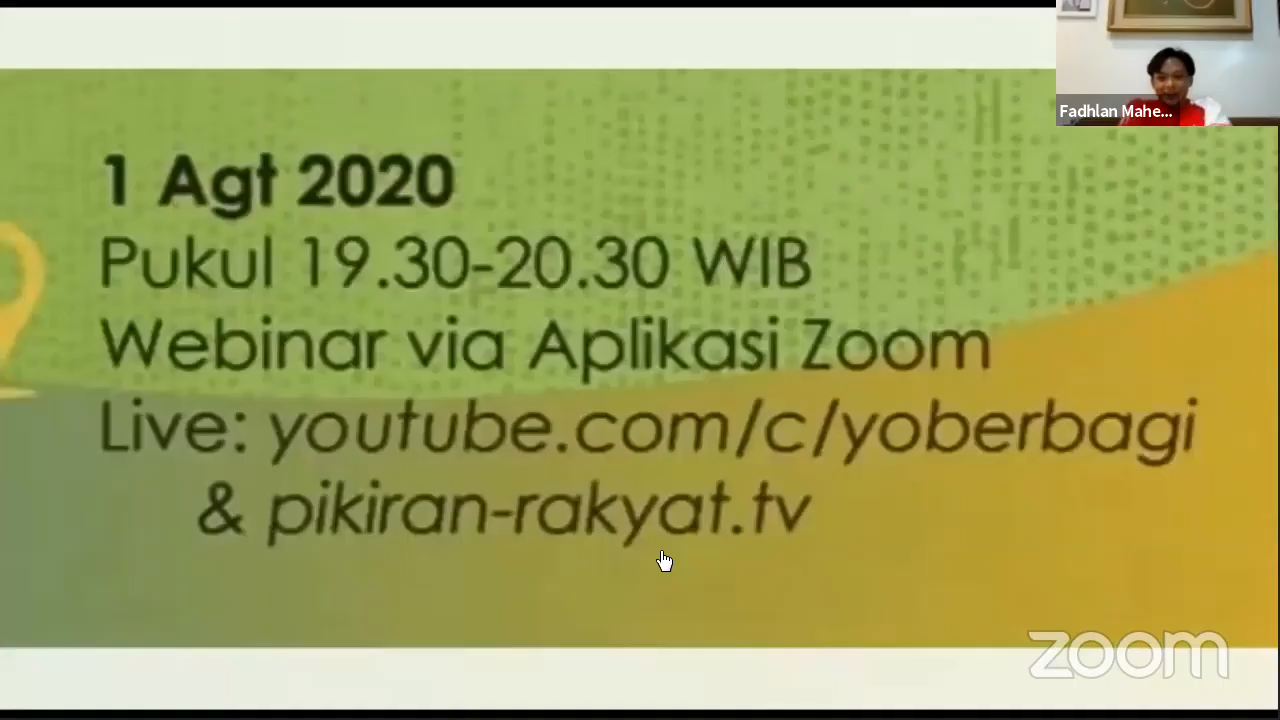 Fadhlan Mahe...
1 Agt 2020
Pukul 19.30-20.30 WIB
Webinar via Aplikasi Zoom
Live: youtube.com/c/yoberbagi
& pikiran-rakyat.tv
zoom